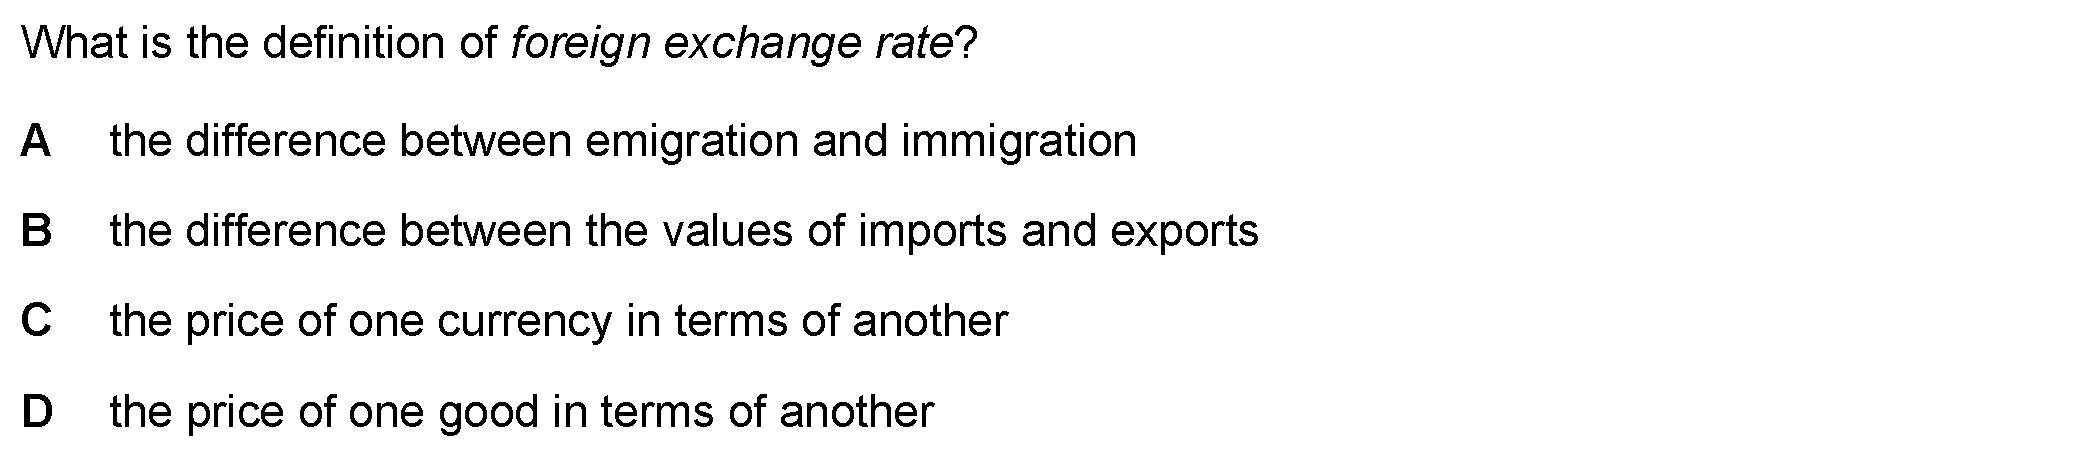 What is the definition of foreign exchange rate?
A the difference between emigration and immigration
B the difference between the values of imports and exports
C the price of one currency in terms of another
D the price of one good in terms of another